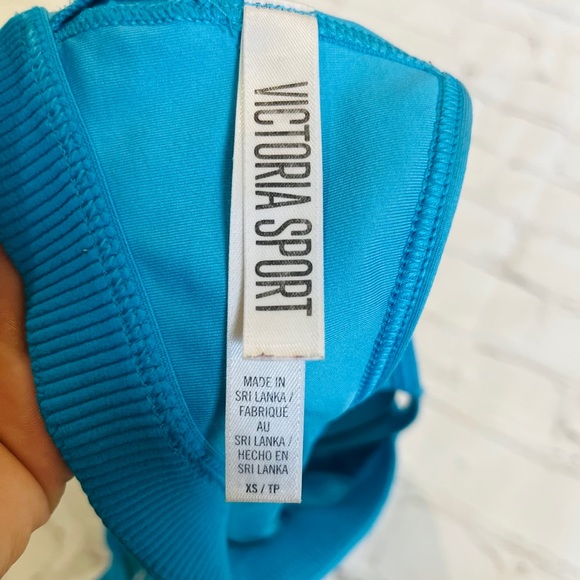 VICTORIA SPORT
MADE IN
SRI LANKA /
FABRIQUÉ
AU
SRI LANKA /
HECHO EN
SRI LANKA
XS / TP